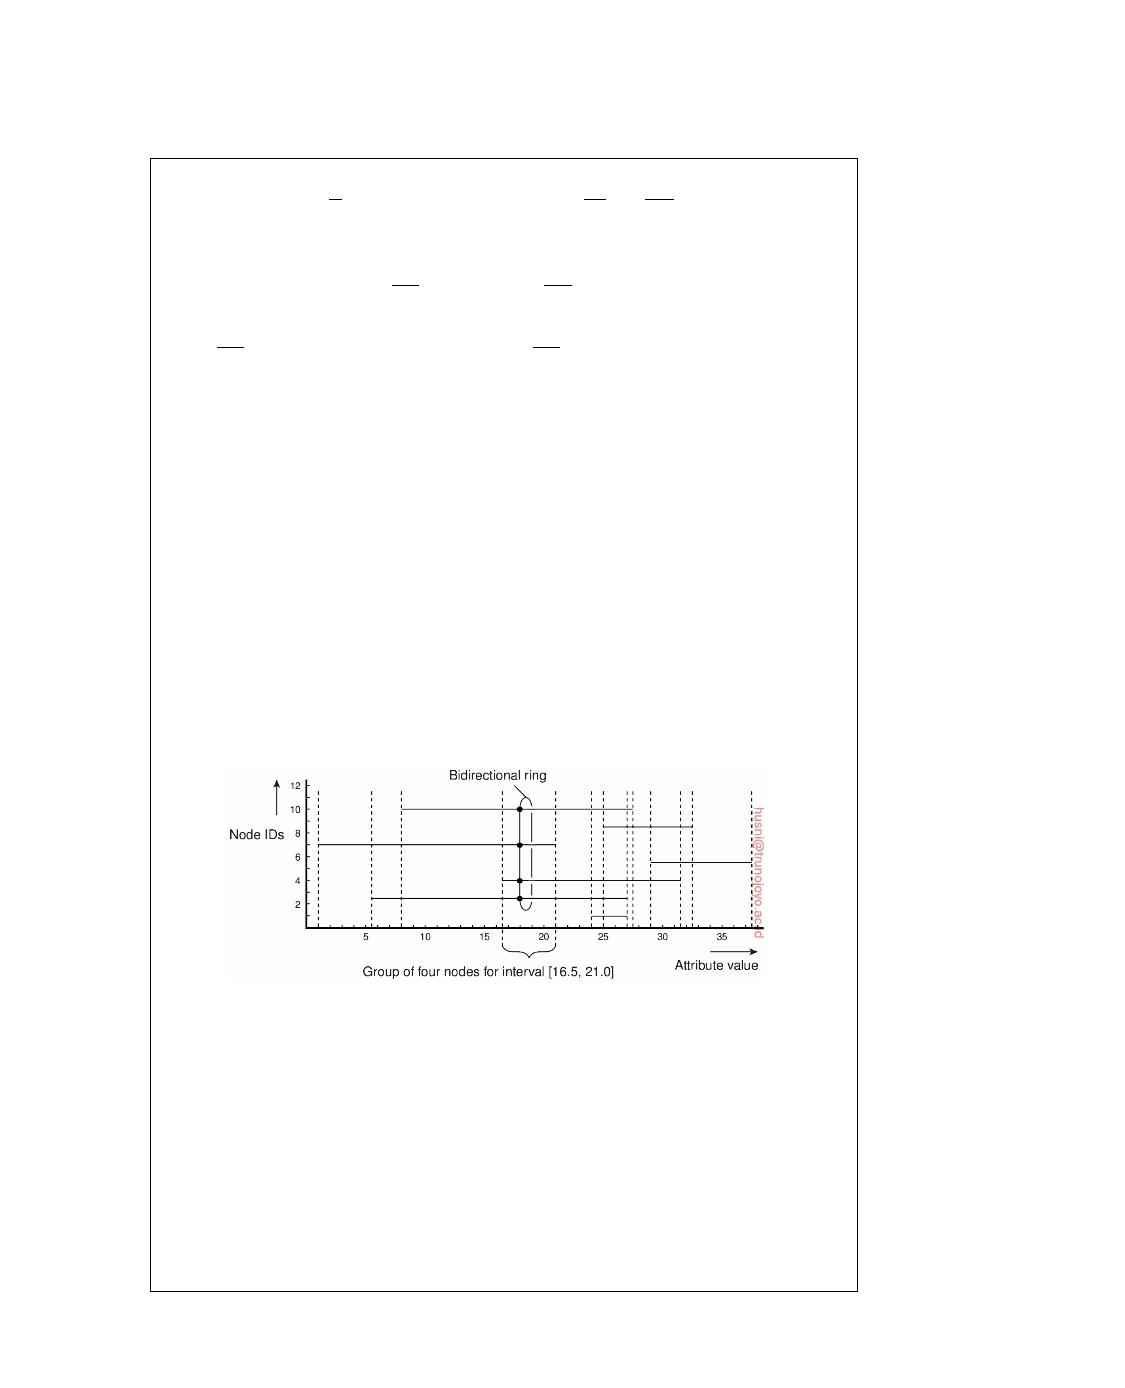 Bidirectional ring
12
10
Node IDs 8
6
4
2
5 10 15 20 25 30 35
Attribute value
Group of four nodes for interval [16.5, 21.0]
husni@trunojoyo.ac.id